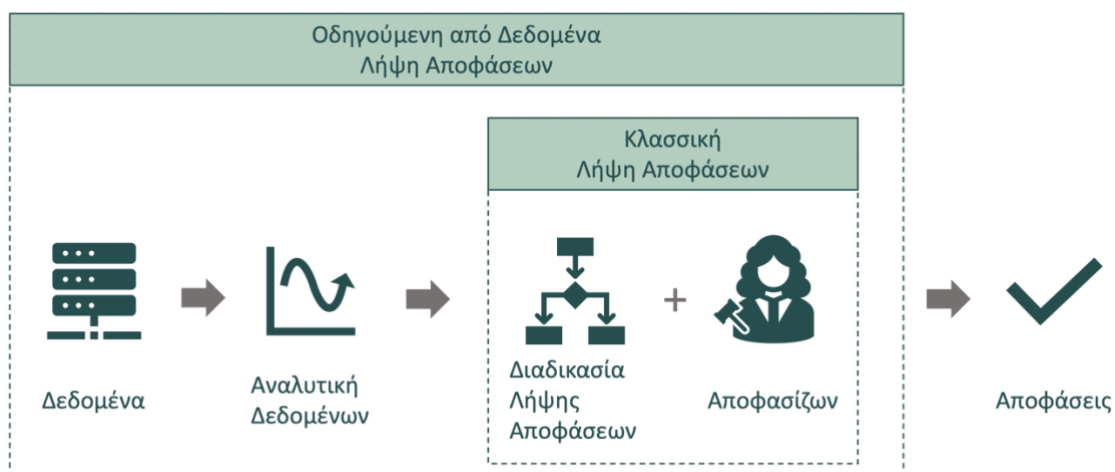 Οδηγούμενη από Δεδομένα
Λήψη Αποφάσεων
Κλασσική
Λήψη Αποφάσεων
Δεδομένα
Αναλυτική
Δεδομένων
Διαδικασία
Λήψης
Αποφάσεων
+
Αποφασίζων
Αποφάσεις